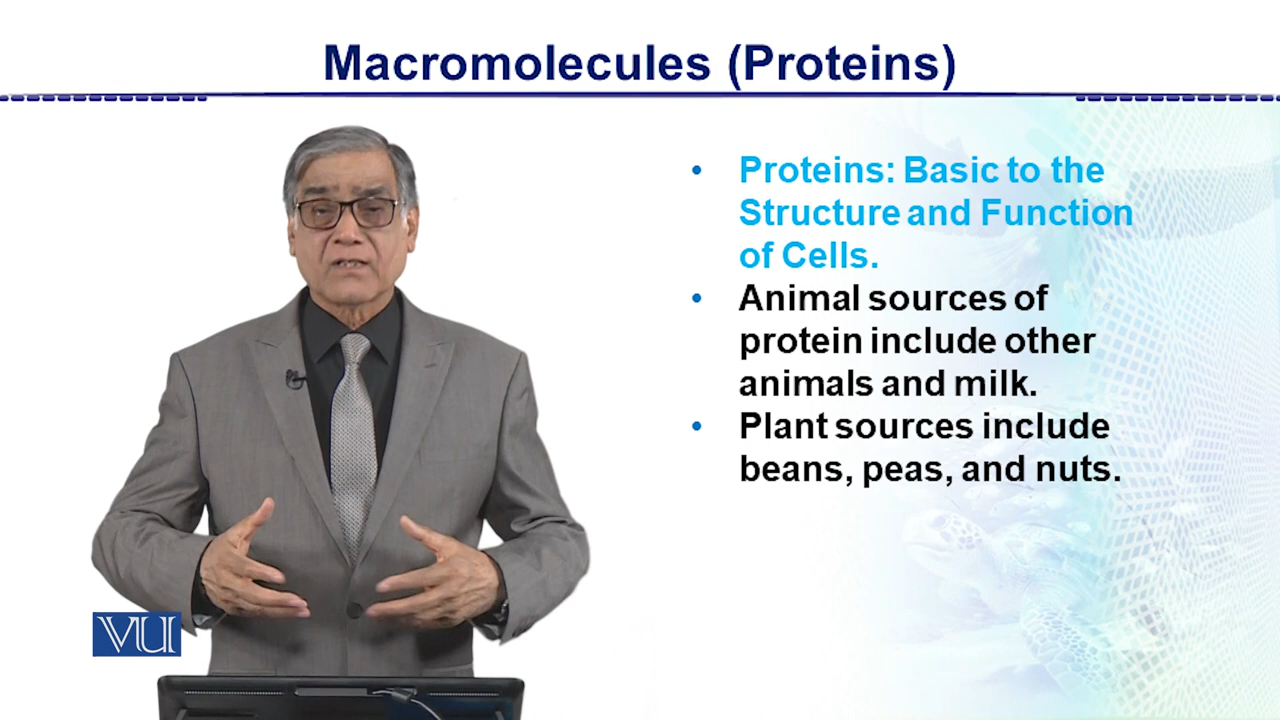 Macromolecules (Proteins)
• Proteins: Basic to the
Structure and Function
of Cells.
• Animal sources of
protein include other
animals and milk.
• Plant sources include
beans, peas, and nuts.
VU